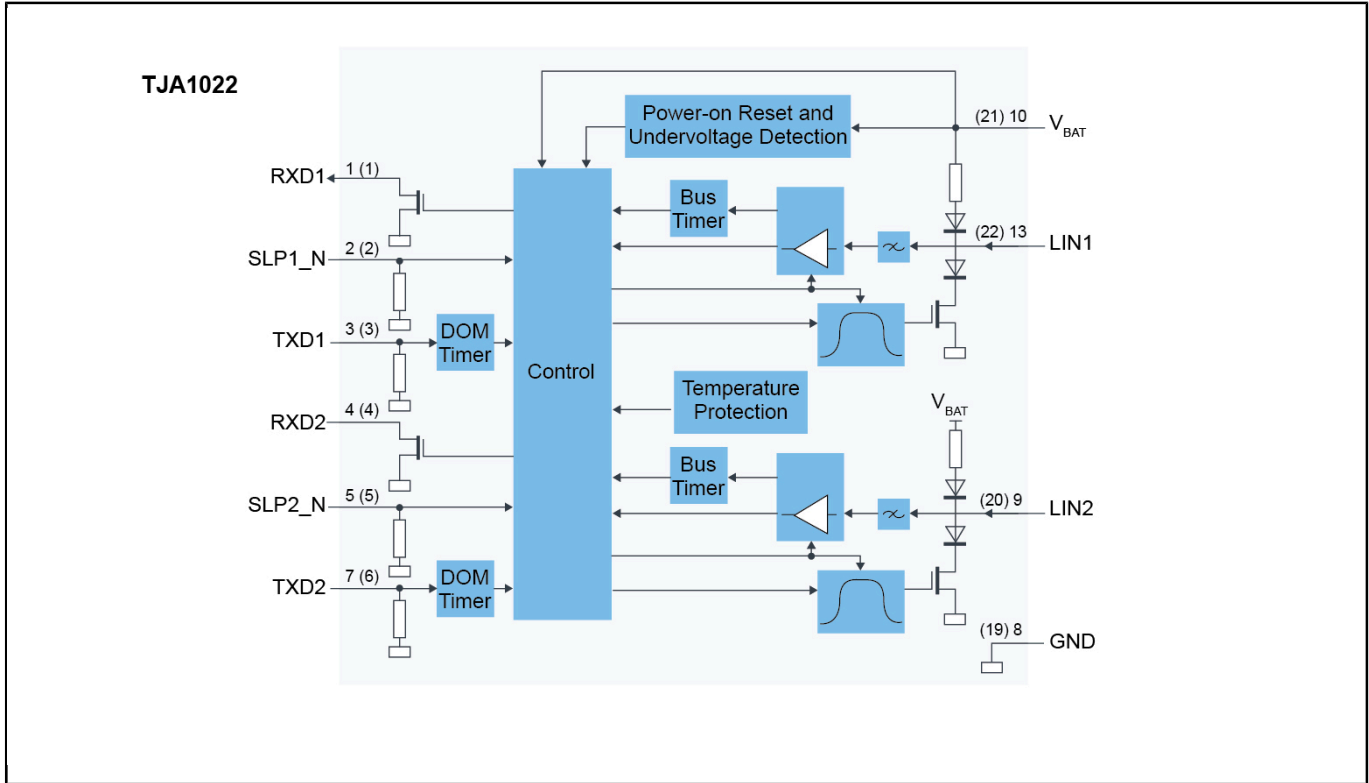 TJA1022
Power-on Reset and
Undervoltage Detection
(21) 10
V_BAT
RXD1
1 (1)
Bus
Timer
(22) 13
LIN1
SLP1_N
2 (2)
TXD1
3 (3)
DOM
Timer
Control
Temperature
Protection
RXD2
4 (4)
V_BAT
Bus
Timer
SLP2_N
5 (5)
(20) 9
LIN2
TXD2
7 (6)
DOM
Timer
(19) 8
GND